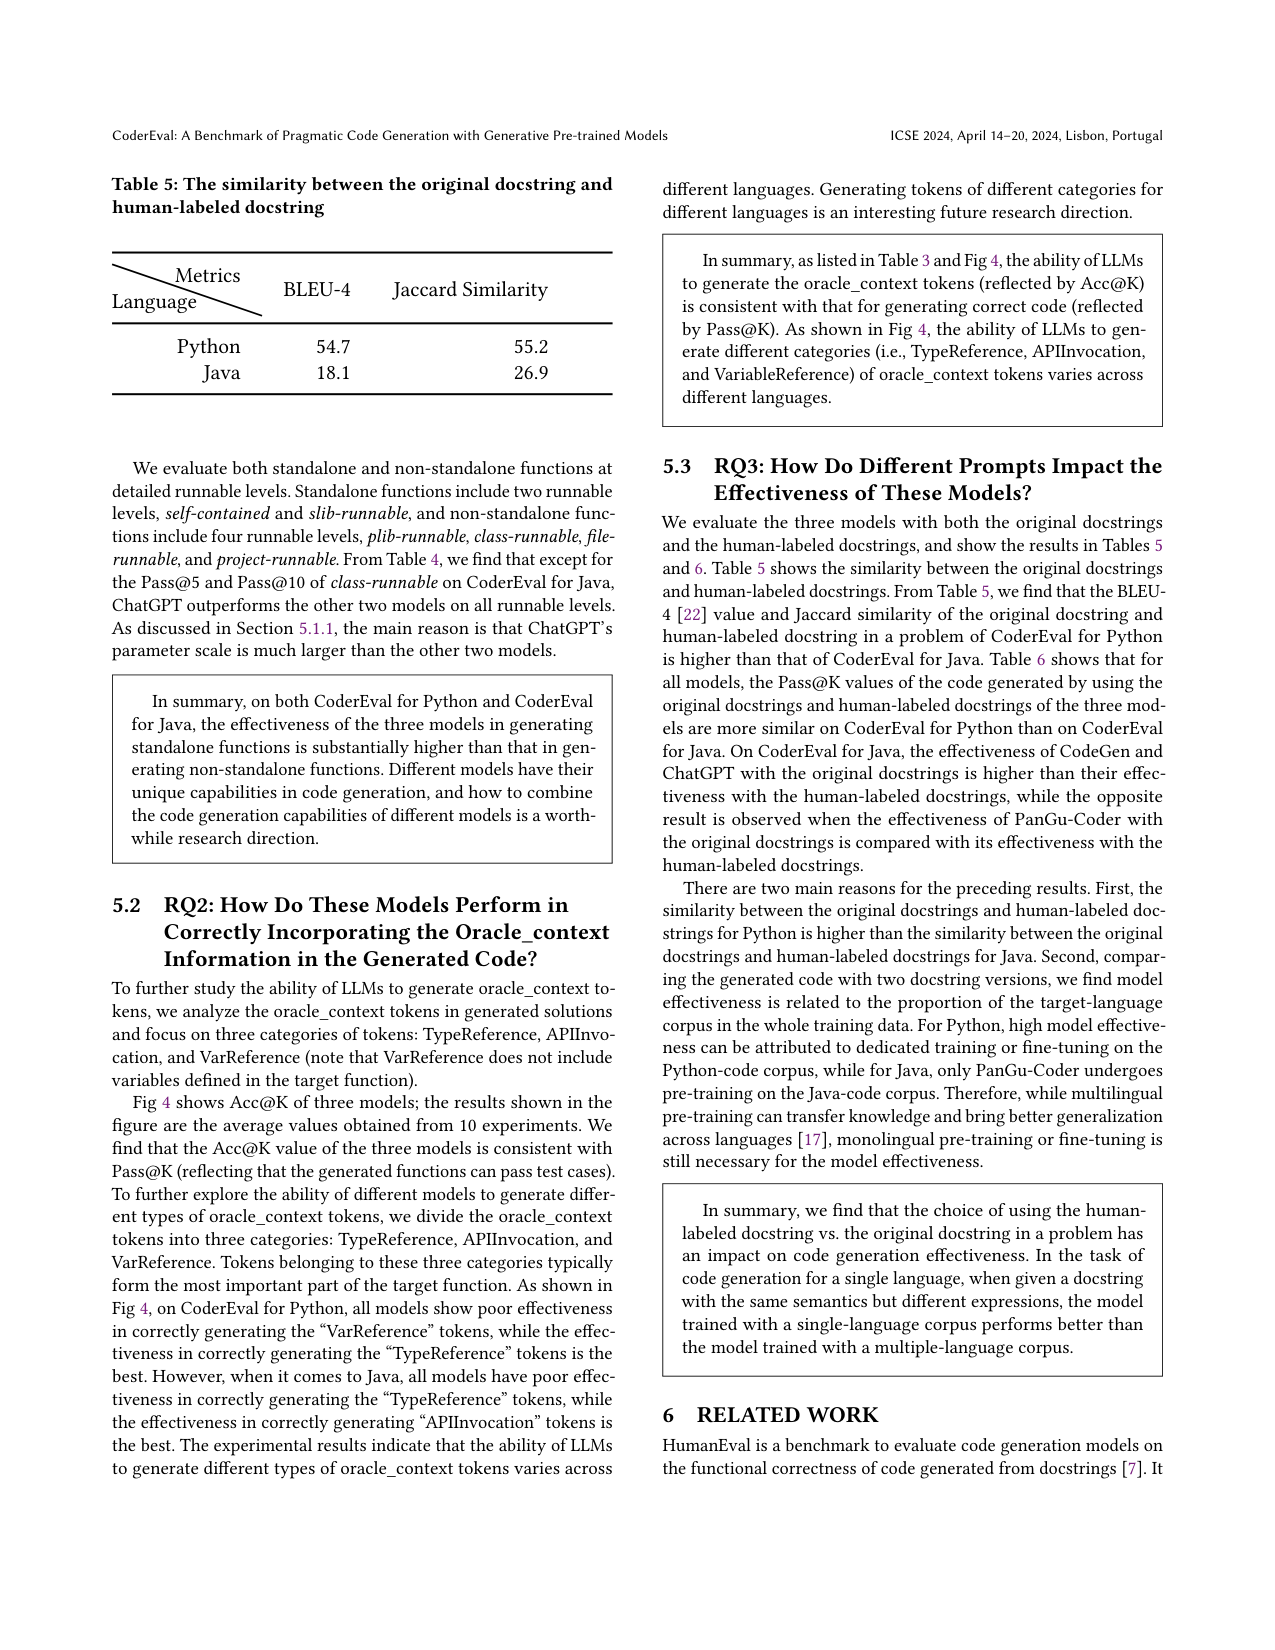 CoderEval: A Benchmark of Pragmatic Code Generation with Generative Pre-trained Models
ICSE 2024, April 14–20, 2024, Lisbon, Portugal
Table 5: The similarity between the original docstring and
human-labeled docstring
Metrics
Language
BLEU-4
Jaccard Similarity
Python 54.7 55.2
Java 18.1 26.9
We evaluate both standalone and non-standalone functions at
detailed runnable levels. Standalone functions include two runnable
levels, self-contained and slib-runnable, and non-standalone func-
tions include four runnable levels, plib-runnable, class-runnable, file-
runnable, and project-runnable. From Table 4, we find that except for
the Pass@5 and Pass@10 of class-runnable on CoderEval for Java,
ChatGPT outperforms the other two models on all runnable levels.
As discussed in Section 5.1.1, the main reason is that ChatGPT's
parameter scale is much larger than the other two models.
In summary, on both CoderEval for Python and CoderEval
for Java, the effectiveness of the three models in generating
standalone functions is substantially higher than that in gen-
erating non-standalone functions. Different models have their
unique capabilities in code generation, and how to combine
the code generation capabilities of different models is a worth-
while research direction.
5.2 RQ2: How Do These Models Perform in
Correctly Incorporating the Oracle_context
Information in the Generated Code?
To further study the ability of LLMs to generate oracle_context to-
kens, we analyze the oracle_context tokens in generated solutions
and focus on three categories of tokens: TypeReference, APIInvo-
cation, and VarReference (note that VarReference does not include
variables defined in the target function).
Fig 4 shows Acc@K of three models; the results shown in the
figure are the average values obtained from 10 experiments. We
find that the Acc@K value of the three models is consistent with
Pass@K (reflecting that the generated functions can pass test cases).
To further explore the ability of different models to generate differ-
ent types of oracle_context tokens, we divide the oracle_context
tokens into three categories: TypeReference, APIInvocation, and
VarReference. Tokens belonging to these three categories typically
form the most important part of the target function. As shown in
Fig 4, on CoderEval for Python, all models show poor effectiveness
in correctly generating the “VarReference” tokens, while the effec-
tiveness in correctly generating the “TypeReference” tokens is the
best. However, when it comes to Java, all models have poor effec-
tiveness in correctly generating the “TypeReference” tokens, while
the effectiveness in correctly generating “APIInvocation” tokens is
the best. The experimental results indicate that the ability of LLMs
to generate different types of oracle_context tokens varies across
different languages. Generating tokens of different categories for
different languages is an interesting future research direction.
In summary, as listed in Table 3 and Fig 4, the ability of LLMs
to generate the oracle_context tokens (reflected by Acc@K)
is consistent with that for generating correct code (reflected
by Pass@K). As shown in Fig 4, the ability of LLMs to gen-
erate different categories (i.e., TypeReference, APIInvocation,
and VariableReference) of oracle_context tokens varies across
different languages.
5.3 RQ3: How Do Different Prompts Impact the
Effectiveness of These Models?
We evaluate the three models with both the original docstrings
and the human-labeled docstrings, and show the results in Tables 5
and 6. Table 5 shows the similarity between the original docstrings
and human-labeled docstrings. From Table 5, we find that the BLEU-
4 [22] value and Jaccard similarity of the original docstring and
human-labeled docstring in a problem of CoderEval for Python
is higher than that of CoderEval for Java. Table 6 shows that for
all models, the Pass@K values of the code generated by using the
original docstrings and human-labeled docstrings of the three mod-
els are more similar on CoderEval for Python than on CoderEval
for Java. On CoderEval for Java, the effectiveness of CodeGen and
ChatGPT with the original docstrings is higher than their effec-
tiveness with the human-labeled docstrings, while the opposite
result is observed when the effectiveness of PanGu-Coder with
the original docstrings is compared with its effectiveness with the
human-labeled docstrings.
There are two main reasons for the preceding results. First, the
similarity between the original docstrings and human-labeled doc-
strings for Python is higher than the similarity between the original
docstrings and human-labeled docstrings for Java. Second, compar-
ing the generated code with two docstring versions, we find model
effectiveness is related to the proportion of the target-language
corpus in the whole training data. For Python, high model effective-
ness can be attributed to dedicated training or fine-tuning on the
Python-code corpus, while for Java, only PanGu-Coder undergoes
pre-training on the Java-code corpus. Therefore, while multilingual
pre-training can transfer knowledge and bring better generalization
across languages [17], monolingual pre-training or fine-tuning is
still necessary for the model effectiveness.
In summary, we find that the choice of using the human-
labeled docstring vs. the original docstring in a problem has
an impact on code generation effectiveness. In the task of
code generation for a single language, when given a docstring
with the same semantics but different expressions, the model
trained with a single-language corpus performs better than
the model trained with a multiple-language corpus.
6 RELATED WORK
HumanEval is a benchmark to evaluate code generation models on
the functional correctness of code generated from docstrings [7]. It